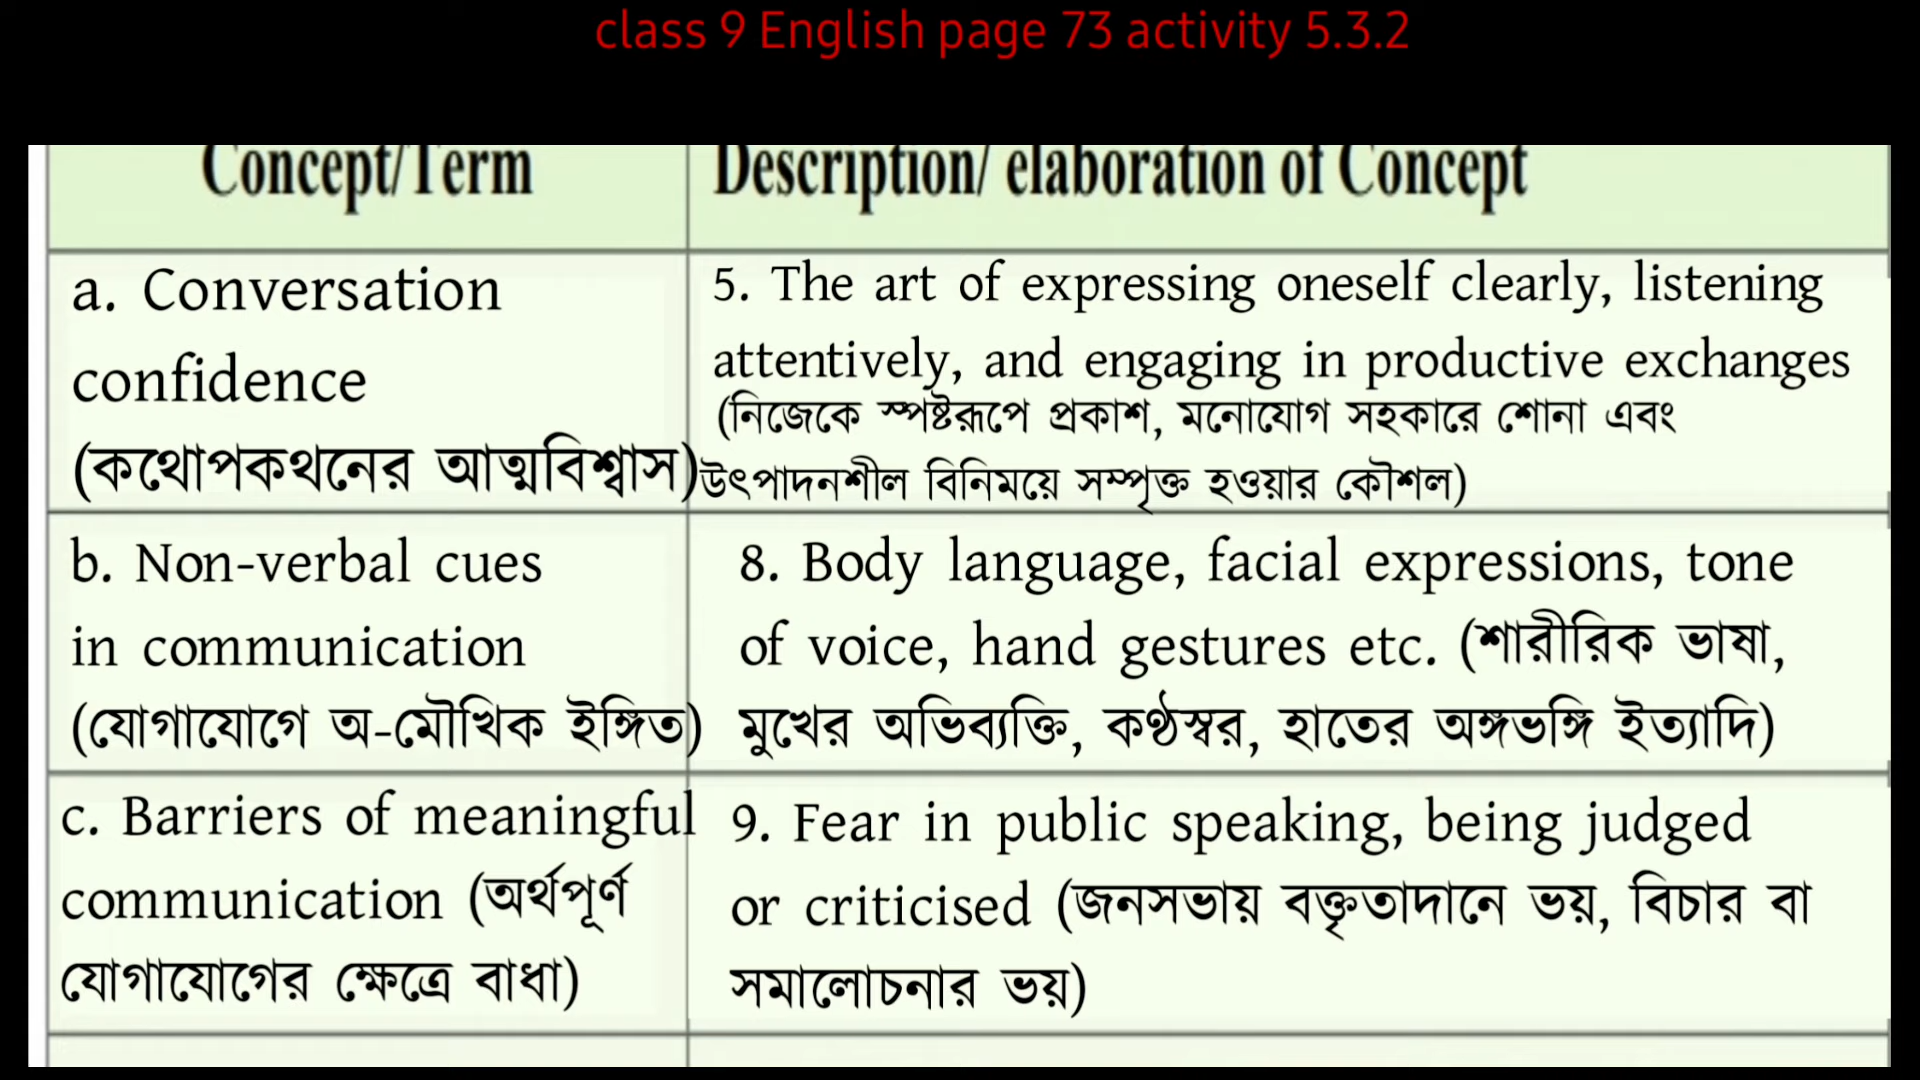 class 9 English page 73 activity 5.3.2
Concept/Term
Description/ elaboration of Concept
a. Conversation
confidence
(কথোপকথনের আত্মবিশ্বাস)
5. The art of expressing oneself clearly, listening
attentively, and engaging in productive exchanges
(নিজেকে স্পষ্টরূপে প্রকাশ, মনোযোগ সহকারে শোনা এবং
উৎপাদনশীল বিনিময়ে সম্পৃক্ত হওয়ার কৌশল)
b. Non-verbal cues
in communication
(যোগাযোগে অ-মৌখিক ইঙ্গিত)
8. Body language, facial expressions, tone
of voice, hand gestures etc. (শারীরিক ভাষা,
মুখের অভিব্যক্তি, কণ্ঠস্বর, হাতের অঙ্গভঙ্গি ইত্যাদি)
c. Barriers of meaningful
communication (অর্থপূর্ণ
যোগাযোগের ক্ষেত্রে বাধা)
9. Fear in public speaking, being judged
or criticised (জনসভায় বক্তৃতাদানে ভয়, বিচার বা
সমালোচনার ভয়)